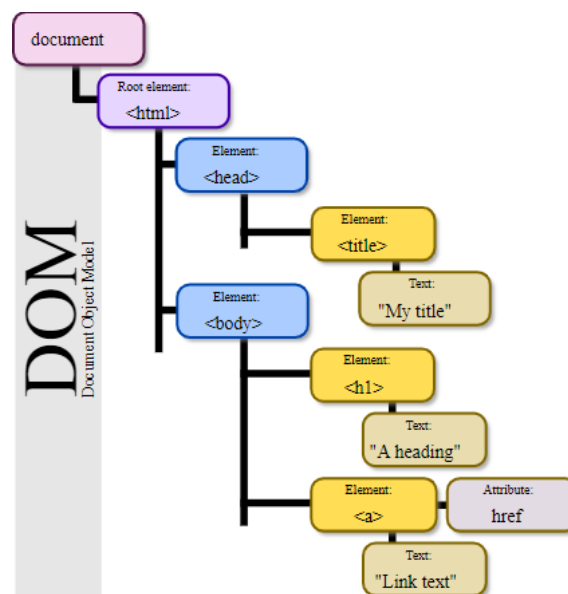 document
Root element:
<html>
Element:
<head>
Element:
<title>
Text:
"My title"
Element:
<body>
Element:
<h1>
Text:
"A heading"
Element:
<a>
Attribute:
href
Text:
"Link text"
DOM
Document Object Model